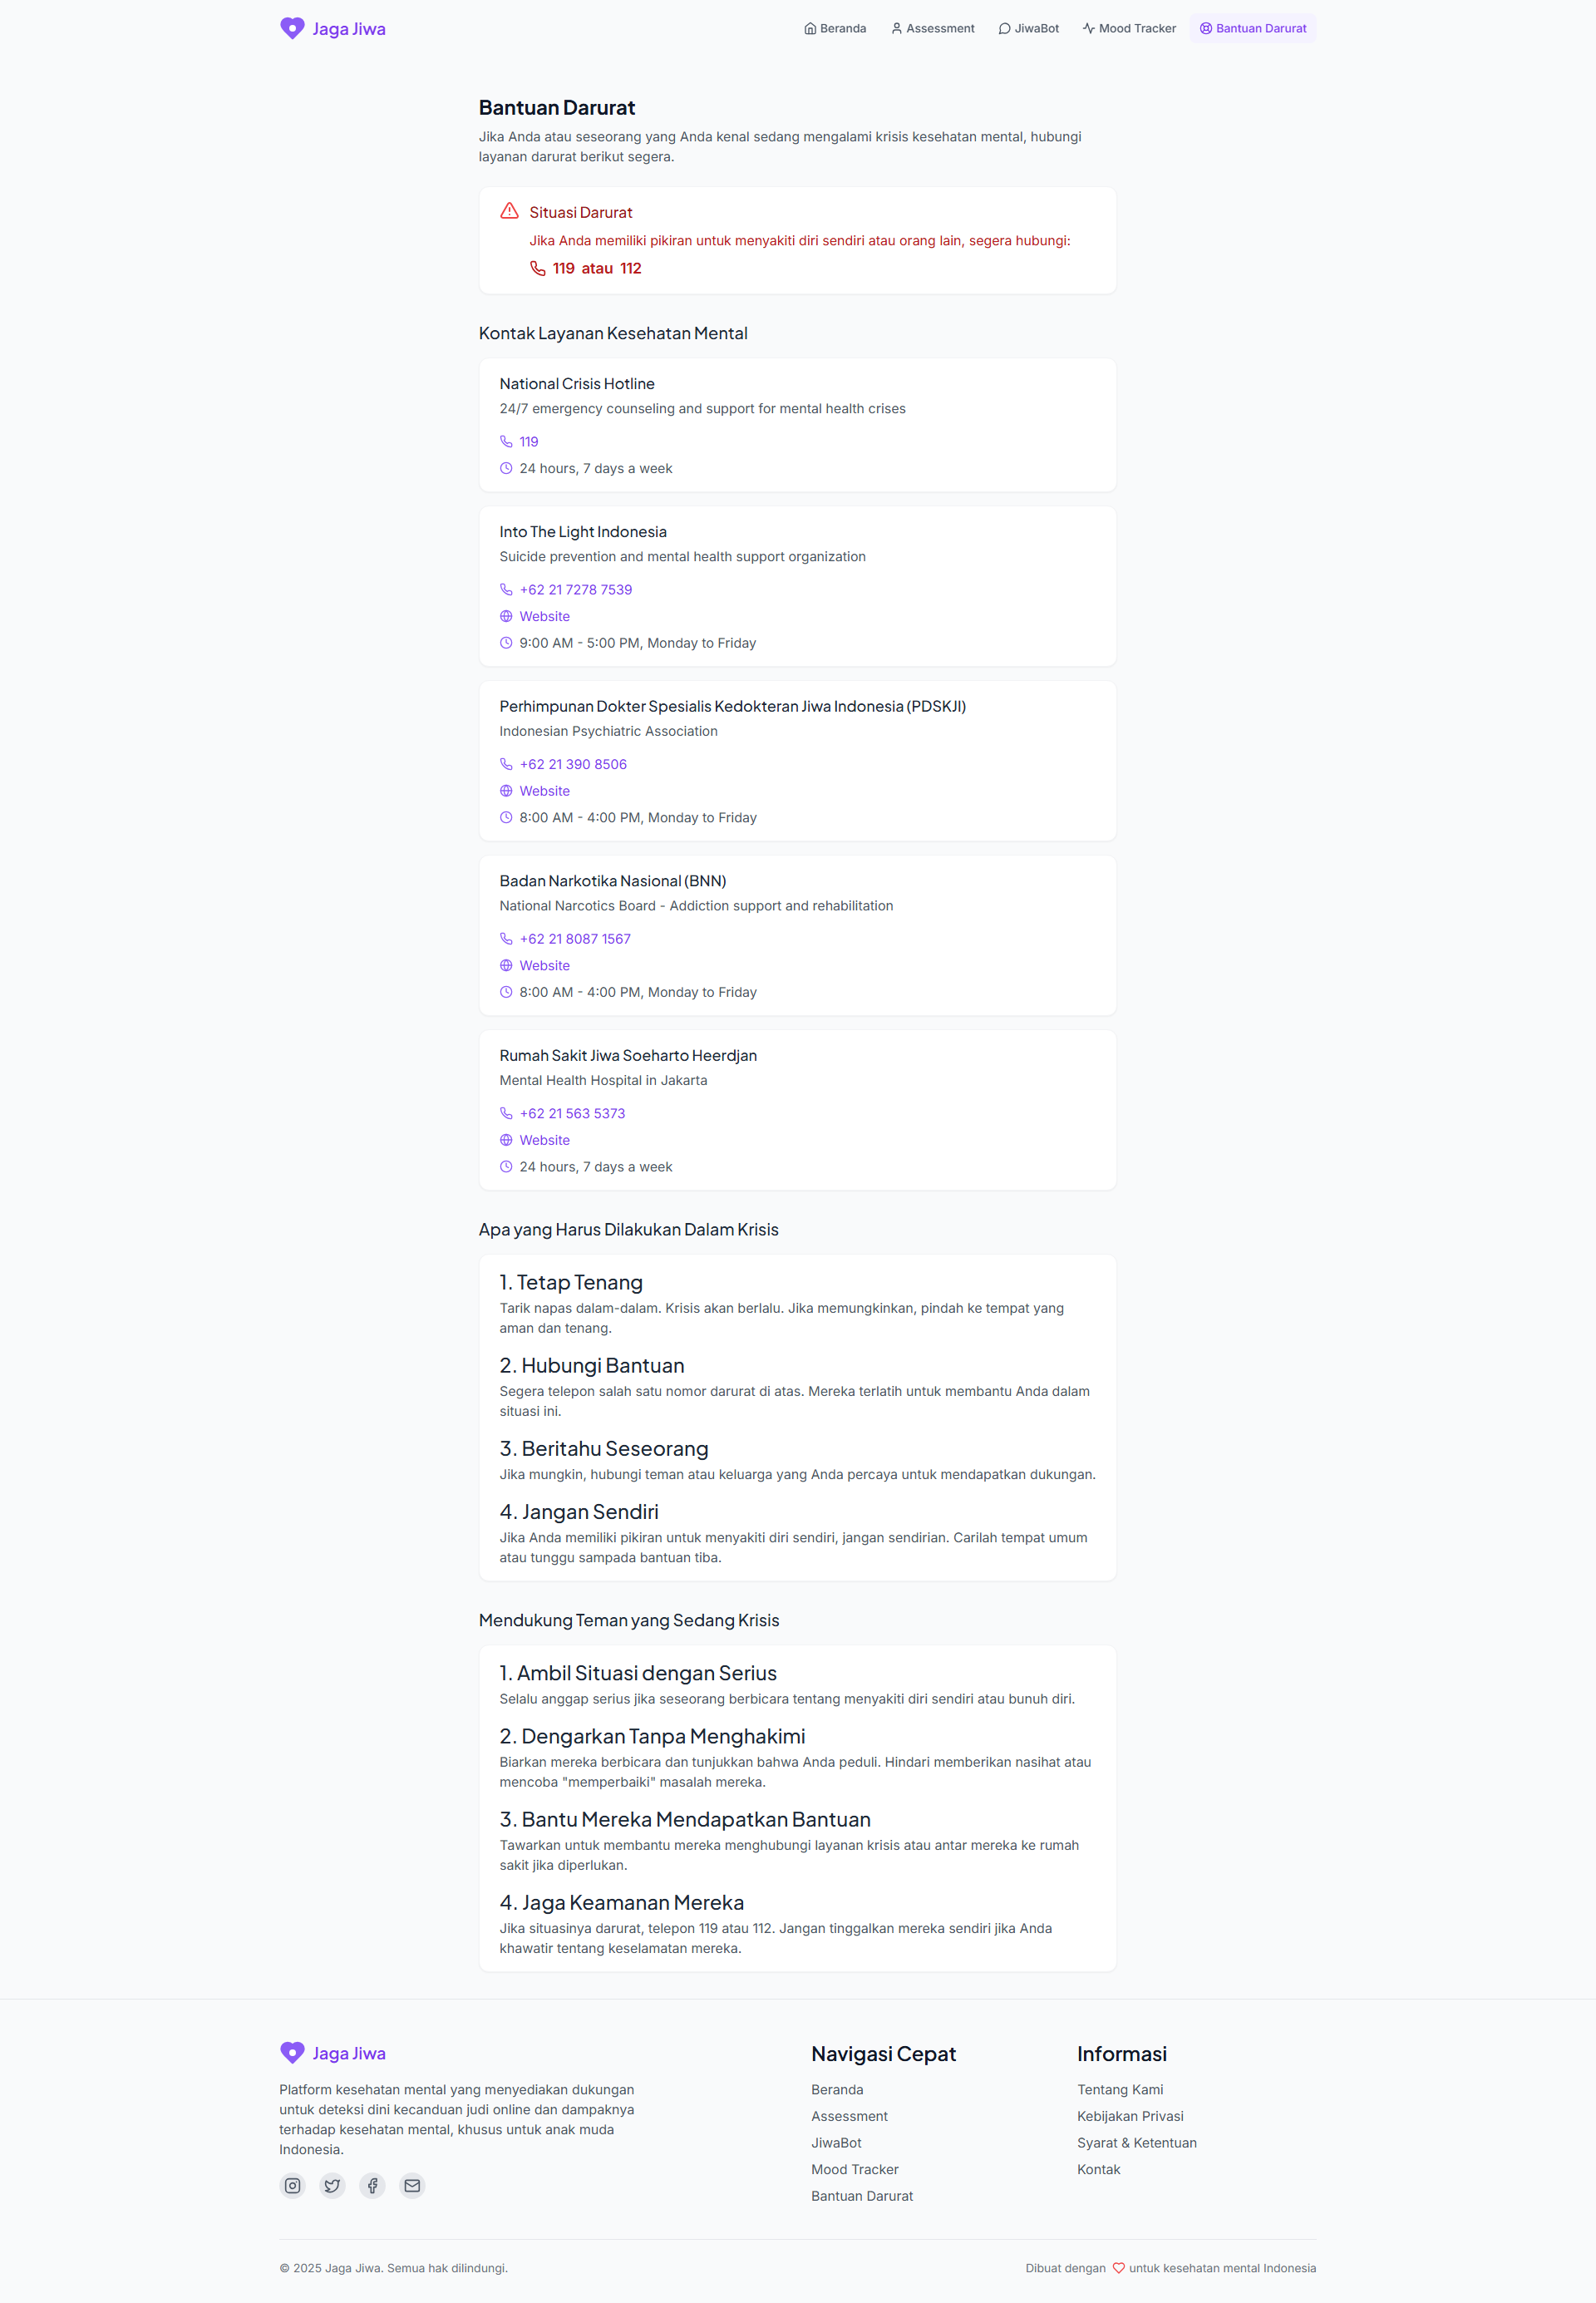 Jaga Jiwa
Beranda
Assessment
JiwaBot
Mood Tracker
Bantuan Darurat
Bantuan Darurat
Jika Anda atau seseorang yang Anda kenal sedang mengalami krisis kesehatan mental, hubungi
layanan darurat berikut segera.
Situasi Darurat
Jika Anda memiliki pikiran untuk menyakiti diri sendiri atau orang lain, segera hubungi:
119 atau 112
Kontak Layanan Kesehatan Mental
National Crisis Hotline
24/7 emergency counseling and support for mental health crises
119
24 hours, 7 days a week
Into The Light Indonesia
Suicide prevention and mental health support organization
+62 21 7278 7539
Website
9:00 AM - 5:00 PM, Monday to Friday
Perhimpunan Dokter Spesialis Kedokteran Jiwa Indonesia (PDSKJI)
Indonesian Psychiatric Association
+62 21 390 8506
Website
8:00 AM - 4:00 PM, Monday to Friday
Badan Narkotika Nasional (BNN)
National Narcotics Board - Addiction support and rehabilitation
+62 21 8087 1567
Website
8:00 AM - 4:00 PM, Monday to Friday
Rumah Sakit Jiwa Soeharto Heerdjan
Mental Health Hospital in Jakarta
+62 21 563 5373
Website
24 hours, 7 days a week
Apa yang Harus Dilakukan Dalam Krisis
1. Tetap Tenang
Tarik napas dalam-dalam. Krisis akan berlalu. Jika memungkinkan, pindah ke tempat yang
aman dan tenang.
2. Hubungi Bantuan
Segera telepon salah satu nomor darurat di atas. Mereka terlatih untuk membantu Anda dalam
situasi ini.
3. Beritahu Seseorang
Jika mungkin, hubungi teman atau keluarga yang Anda percaya untuk mendapatkan dukungan.
4. Jangan Sendiri
Jika Anda memiliki pikiran untuk menyakiti diri sendiri, jangan sendirian. Carilah tempat umum
atau tunggu sampada bantuan tiba.
Mendukung Teman yang Sedang Krisis
1. Ambil Situasi dengan Serius
Selalu anggap serius jika seseorang berbicara tentang menyakiti diri sendiri atau bunuh diri.
2. Dengarkan Tanpa Menghakimi
Biarkan mereka berbicara dan tunjukkan bahwa Anda peduli. Hindari memberikan nasihat atau
mencoba "memperbaiki" masalah mereka.
3. Bantu Mereka Mendapatkan Bantuan
Tawarkan untuk membantu mereka menghubungi layanan krisis atau antar mereka ke rumah
sakit jika diperlukan.
4. Jaga Keamanan Mereka
Jika situasinya darurat, telepon 119 atau 112. Jangan tinggalkan mereka sendiri jika Anda
khawatir tentang keselamatan mereka.
Jaga Jiwa
Platform kesehatan mental yang menyediakan dukungan
untuk deteksi dini kecanduan judi online dan dampaknya
terhadap kesehatan mental, khusus untuk anak muda
Indonesia.
Navigasi Cepat
Beranda
Assessment
JiwaBot
Mood Tracker
Bantuan Darurat
Informasi
Tentang Kami
Kebijakan Privasi
Syarat & Ketentuan
Kontak
© 2025 Jaga Jiwa. Semua hak dilindungi.
Dibuat dengan untuk kesehatan mental Indonesia